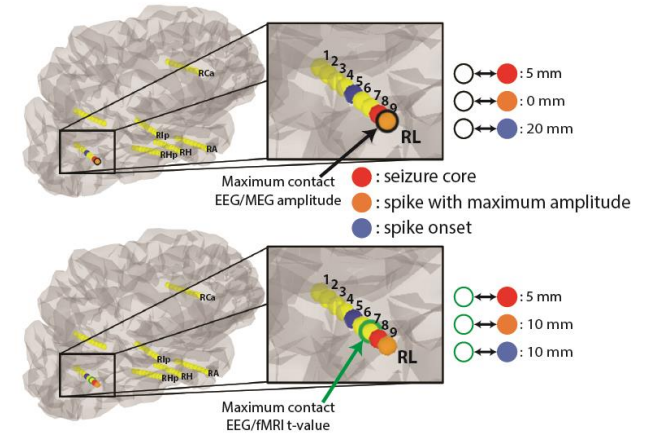 RCa
RIp
RHp RH RA
1 2 3 4 5 6 7 8 9
RL
Maximum contact
EEG/MEG amplitude
: 5 mm
: 0 mm
: 20 mm
: seizure core
: spike with maximum amplitude
: spike onset
RCa
RIp
RHp RH RA
1 2 3 4 5 6 7 8 9
RL
Maximum contact
EEG/fMRI t-value
: 5 mm
: 10 mm
: 10 mm